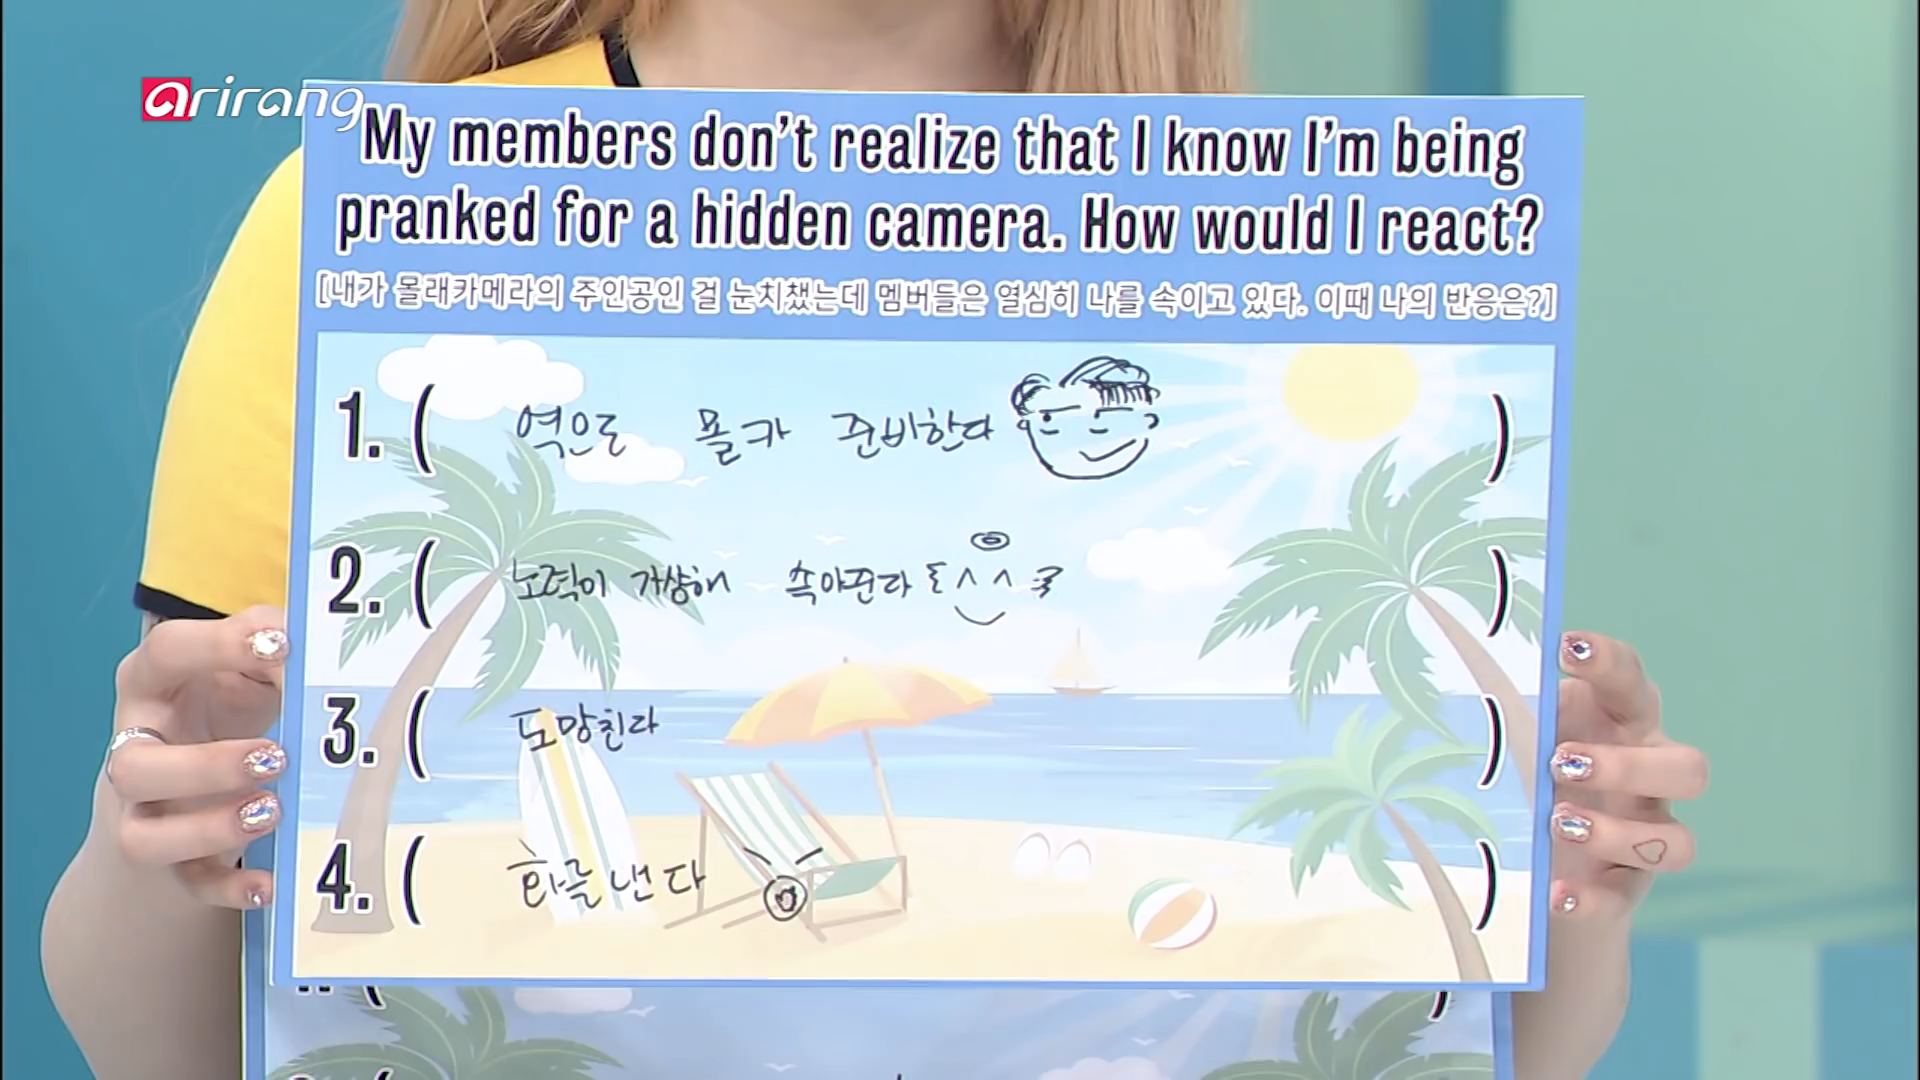 arirang
My members don't realize that I know I'm being
pranked for a hidden camera. How would I react?
[내가 몰래카메라의 주인공인 걸 눈치챘는데 멤버들은 열심히 나를 속이고 있다. 이때 나의 반응은?]
1. ( 역으로 몰카 준비한다 )
2. ( 노력이 가상해 속아준다 )
3. ( 도망친다 )
4. ( 화를 낸다 )